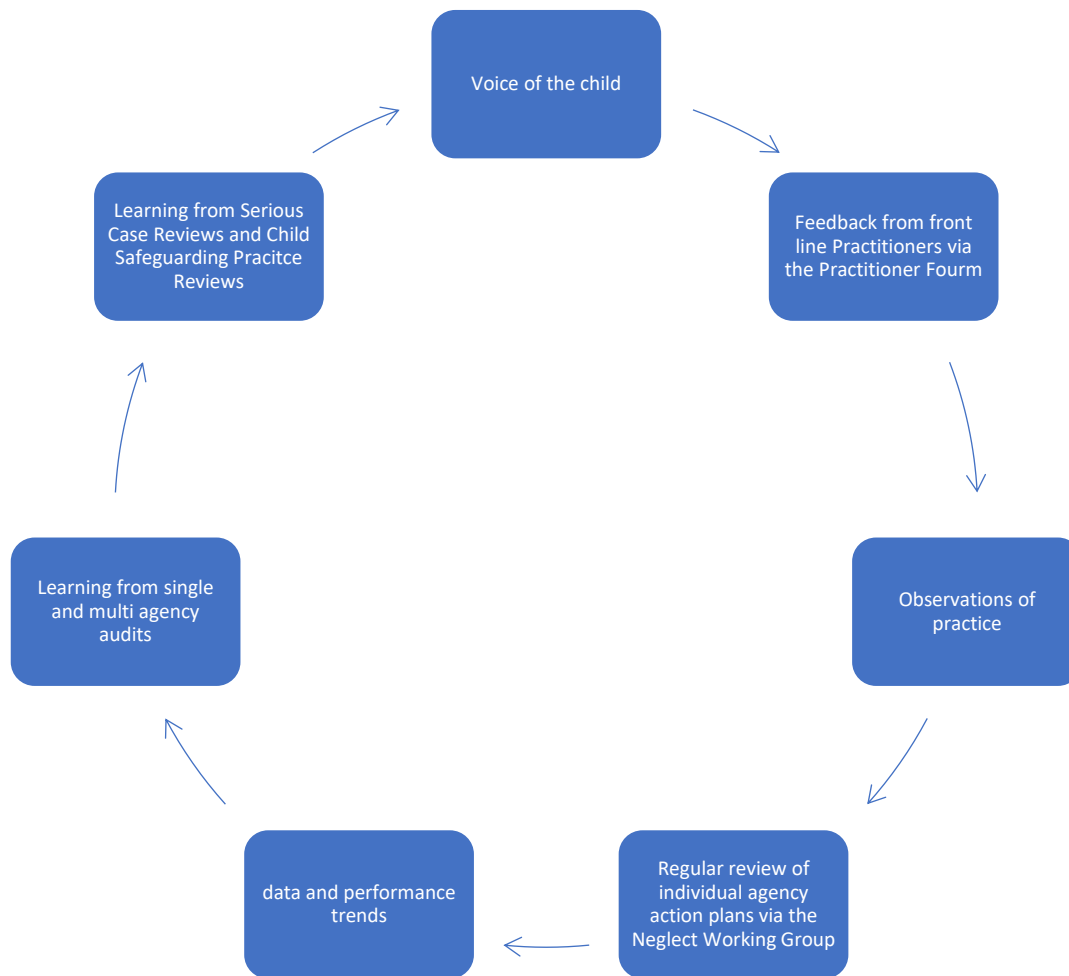 Voice of the child
Feedback from front
line Practitioners via
the Practitioner Fourm
Observations of
practice
Regular review of
individual agency
action plans via the
Neglect Working Group
data and performance
trends
Learning from single
and multi agency
audits
Learning from Serious
Case Reviews and Child
Safeguarding Pracitce
Reviews